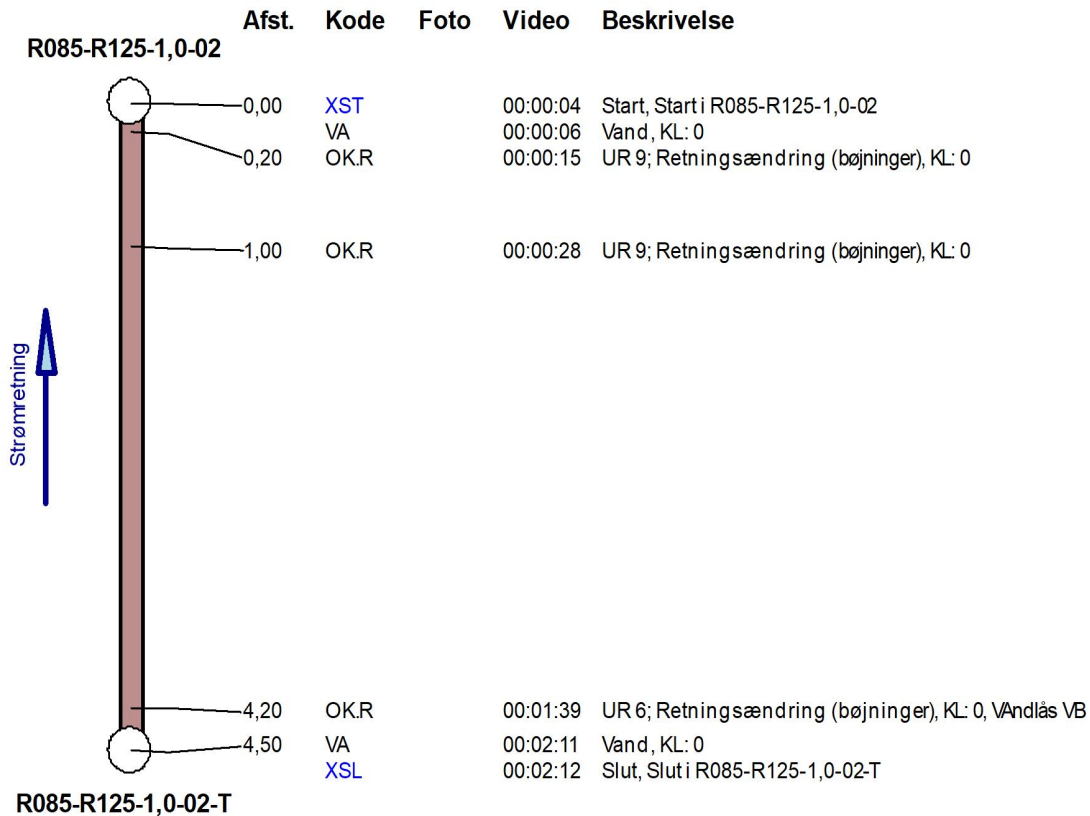 Afst. Kode Foto Video Beskrivelse
R085-R125-1,0-02
0,00 XST 00:00:04 Start, Start i R085-R125-1,0-02
VA 00:00:06 Vand, KL: 0
0,20 OK.R 00:00:15 UR 9; Retningsændring (bøjninger), KL: 0
1,00 OK.R 00:00:28 UR 9; Retningsændring (bøjninger), KL: 0
Strømretning
4,20 OK.R 00:01:39 UR 6; Retningsændring (bøjninger), KL: 0, VAndlås VB
4,50 VA 00:02:11 Vand, KL: 0
XSL 00:02:12 Slut, Slut i R085-R125-1,0-02-T
R085-R125-1,0-02-T